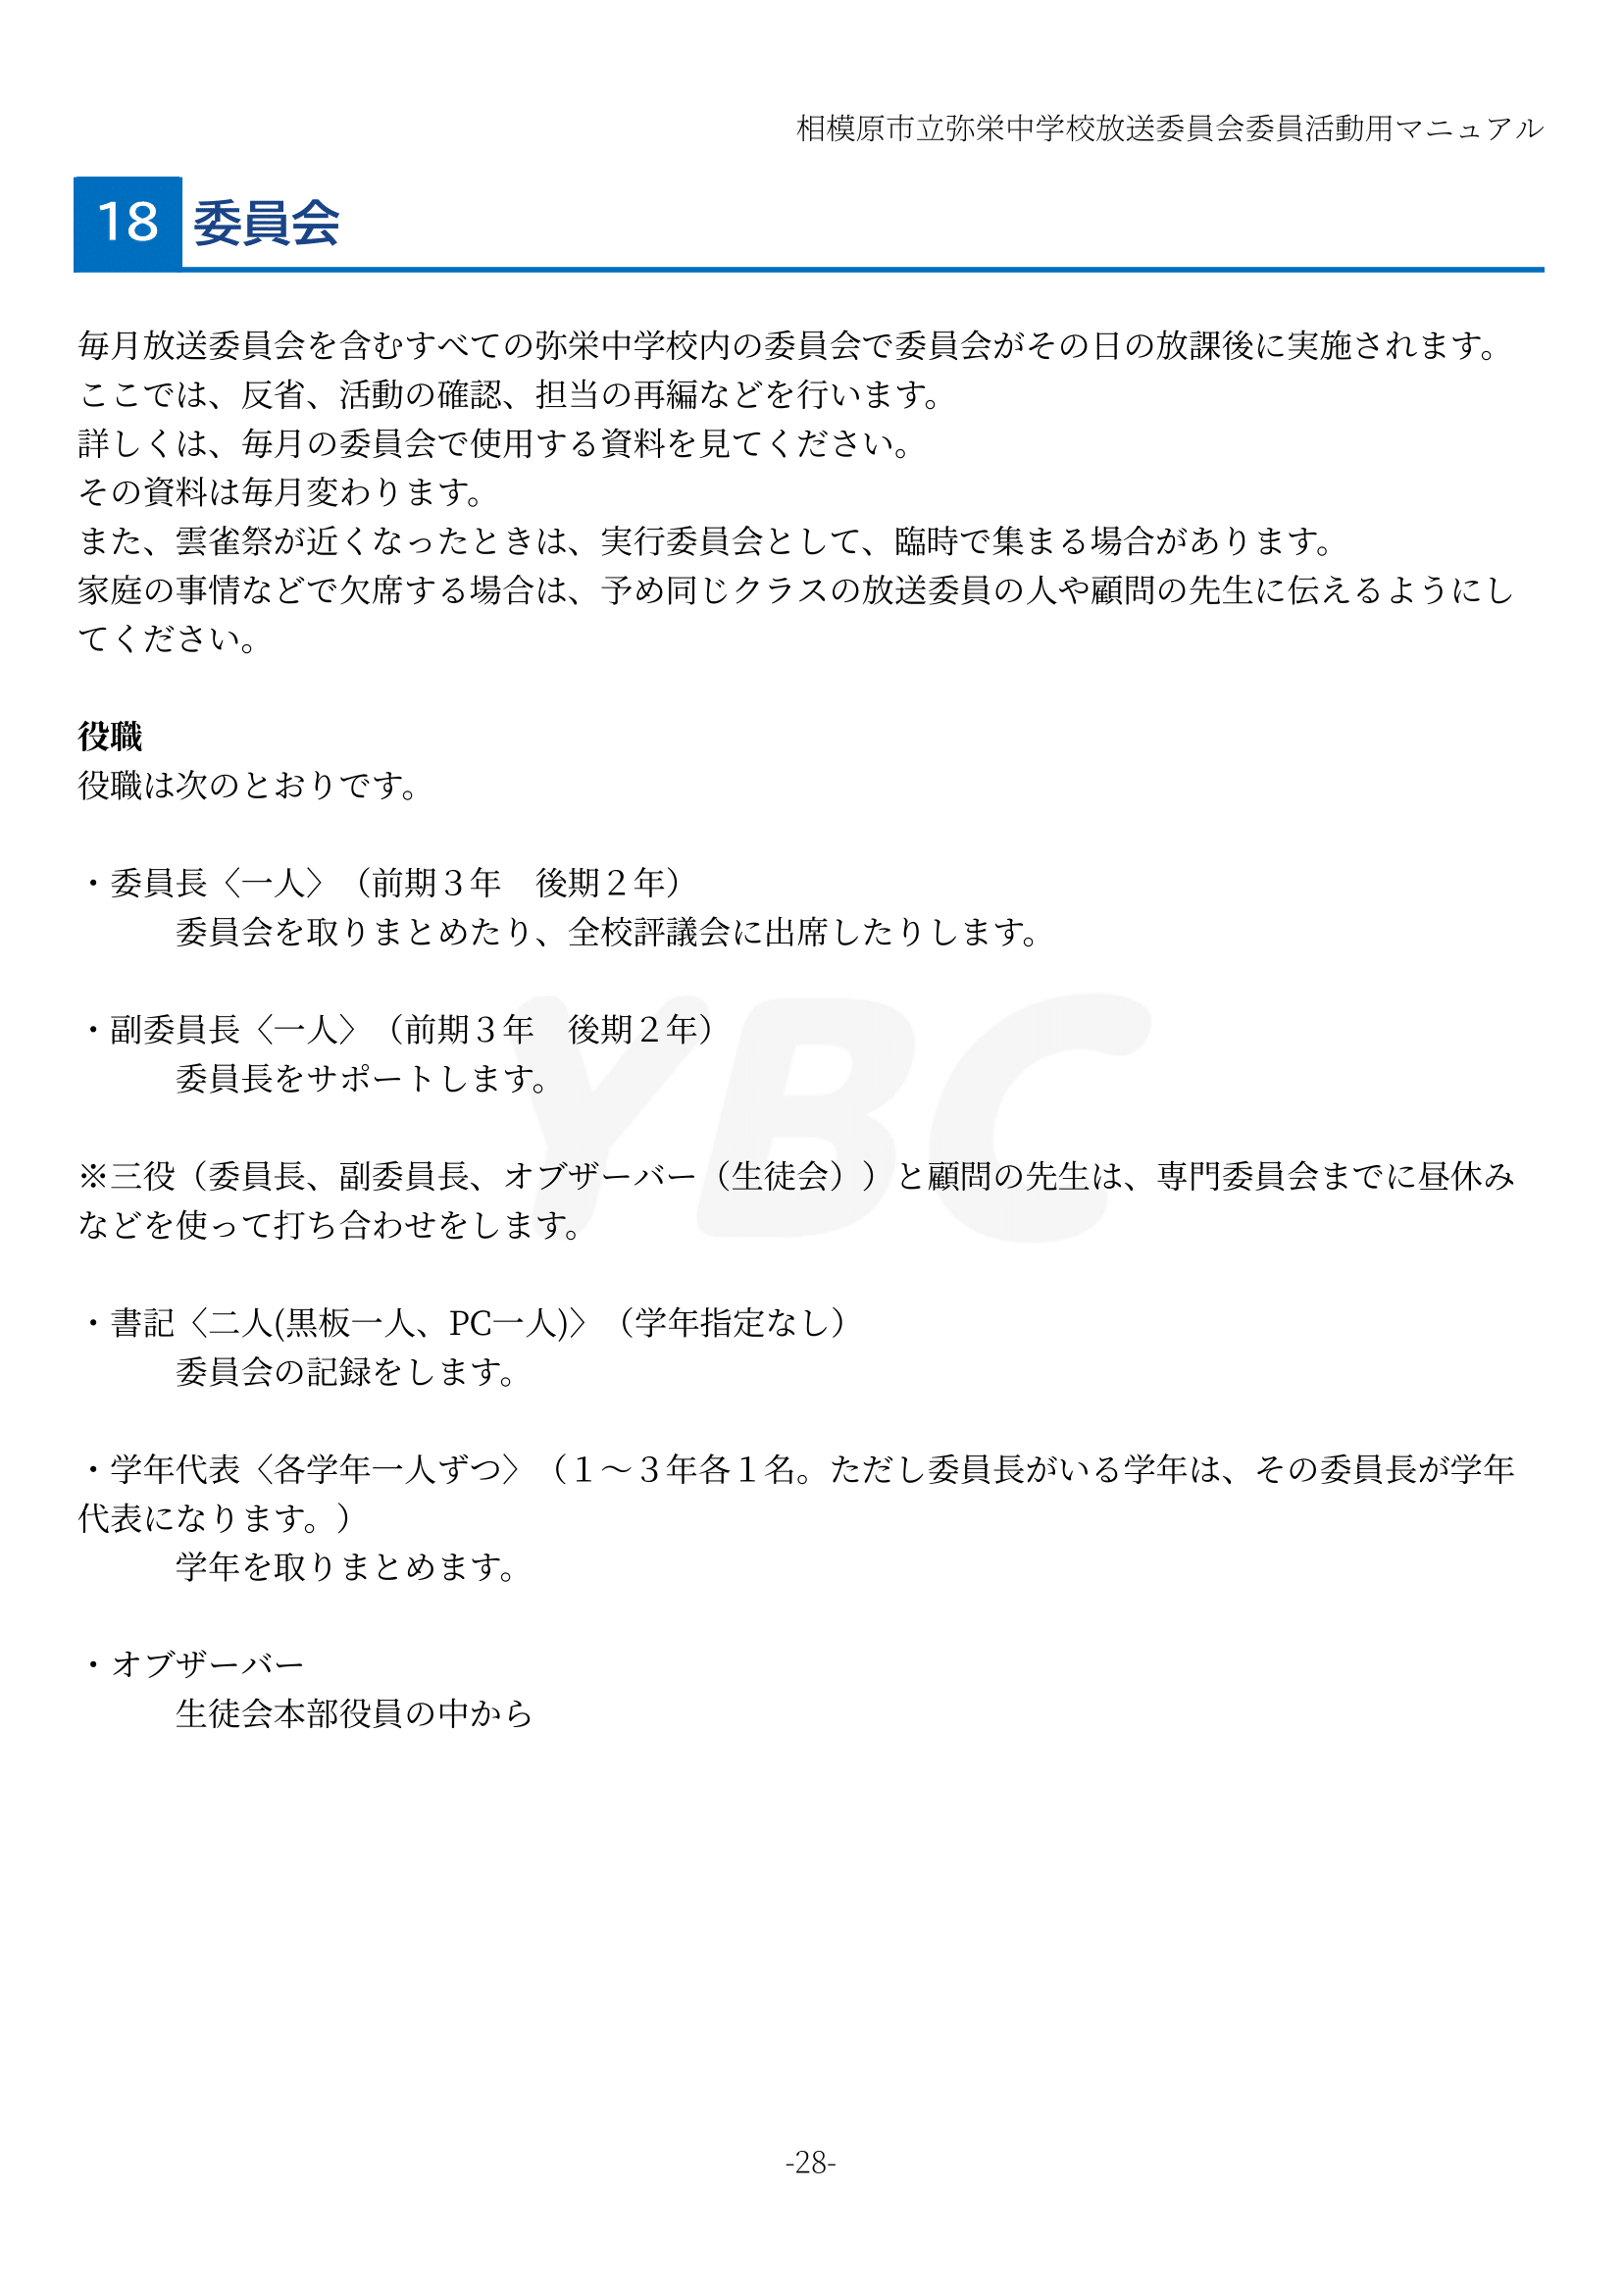 相模原市立弥栄中学校放送委員会委員活動用マニュアル
18 委員会
毎月放送委員会を含むすべての弥栄中学校内の委員会で委員会がその日の放課後に実施されます。
ここでは、反省、活動の確認、担当の再編などを行います。
詳しくは、毎月の委員会で使用する資料を見てください。
その資料は毎月変わります。
また、雲雀祭が近くなったときは、実行委員会として、臨時で集まる場合があります。
家庭の事情などで欠席する場合は、予め同じクラスの放送委員の人や顧問の先生に伝えるようにし
てください。
役職
役職は次のとおりです。
・委員長〈一人〉（前期３年　後期２年）
委員会を取りまとめたり、全校評議会に出席したりします。
・副委員長〈一人〉（前期３年　後期２年）
委員長をサポートします。
YBC
※三役（委員長、副委員長、オブザーバー（生徒会））と顧問の先生は、専門委員会までに昼休み
などを使って打ち合わせをします。
・書記〈二人(黒板一人、PC一人)〉（学年指定なし）
委員会の記録をします。
・学年代表〈各学年一人ずつ〉（１～３年各１名。ただし委員長がいる学年は、その委員長が学年
代表になります。）
学年を取りまとめます。
・オブザーバー
生徒会本部役員の中から
-28-